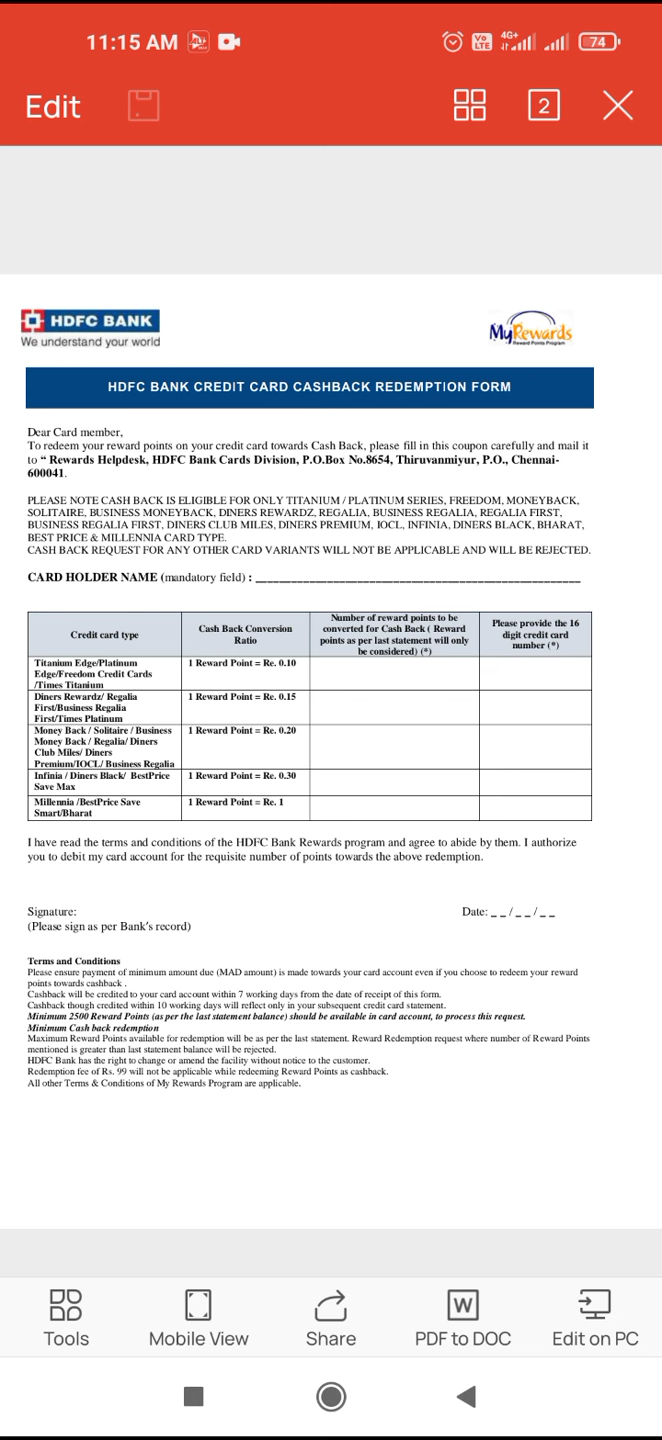 11:15 AM
Vo LTE 4G+ 74
Edit 2
HDFC BANK
We understand your world
MyRewards
Reward Points Program
HDFC BANK CREDIT CARD CASHBACK REDEMPTION FORM
Dear Card member,
To redeem your reward points on your credit card towards Cash Back, please fill in this coupon carefully and mail it
to “ Rewards Helpdesk, HDFC Bank Cards Division, P.O.Box No.8654, Thiruvanmiyur, P.O., Chennai-
600041.
PLEASE NOTE CASH BACK IS ELIGIBLE FOR ONLY TITANIUM / PLATINUM SERIES, FREEDOM, MONEYBACK,
SOLITAIRE, BUSINESS MONEYBACK, DINERS REWARDZ, REGALIA, BUSINESS REGALIA, REGALIA FIRST,
BUSINESS REGALIA FIRST, DINERS CLUB MILES, DINERS PREMIUM, IOCL, INFINIA, DINERS BLACK, BHARAT,
BEST PRICE & MILLENNIA CARD TYPE.
CASH BACK REQUEST FOR ANY OTHER CARD VARIANTS WILL NOT BE APPLICABLE AND WILL BE REJECTED.
CARD HOLDER NAME (mandatory field) : ______________________________________________________
Credit card type
Cash Back Conversion
Ratio
Number of reward points to be
converted for Cash Back ( Reward
points as per last statement will only
be considered) (*)
Please provide the 16
digit credit card
number (*)
Titanium Edge/Platinum
Edge/Freedom Credit Cards
/Times Titanium
1 Reward Point = Re. 0.10
Diners Rewardz/ Regalia
First/Business Regalia
First/Times Platinum
1 Reward Point = Re. 0.15
Money Back / Solitaire / Business
Money Back / Regalia/ Diners
Club Miles/ Diners
Premium/IOCL/ Business Regalia
1 Reward Point = Re. 0.20
Infinia / Diners Black/ BestPrice
Save Max
1 Reward Point = Re. 0.30
Millennia /BestPrice Save
Smart/Bharat
1 Reward Point = Re. 1
I have read the terms and conditions of the HDFC Bank Rewards program and agree to abide by them. I authorize
you to debit my card account for the requisite number of points towards the above redemption.
Signature: Date: _ _ / _ _ / _ _
(Please sign as per Bank's record)
Terms and Conditions
Please ensure payment of minimum amount due (MAD amount) is made towards your card account even if you choose to redeem your reward
points towards cashback .
Cashback will be credited to your card account within 7 working days from the date of receipt of this form.
Cashback though credited within 10 working days will reflect only in your subsequent credit card statement.
Minimum 2500 Reward Points (as per the last statement balance) should be available in card account, to process this request.
Minimum Cash back redemption
Maximum Reward Points available for redemption will be as per the last statement. Reward Redemption request where number of Reward Points
mentioned is greater than last statement balance will be rejected.
HDFC Bank has the right to change or amend the facility without notice to the customer.
Redemption fee of Rs. 99 will not be applicable while redeeming Reward Points as cashback.
All other Terms & Conditions of My Rewards Program are applicable.
Tools Mobile View Share PDF to DOC Edit on PC